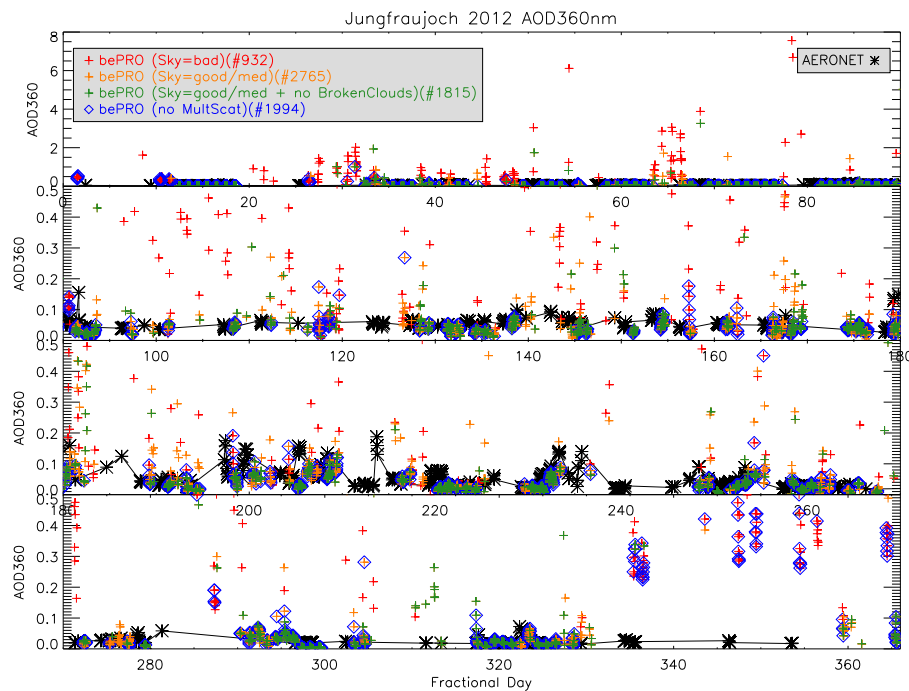 Jungfraujoch 2012 AOD360nm
8
6
4
2
0
AOD360
+ bePRO (Sky=bad)(#932)
+ bePRO (Sky=good/med)(#2765)
+ bePRO (Sky=good/med + no BrokenClouds)(#1815)
◇ bePRO (no MultScat)(#1994)
AERONET ✱
0 20 40 60 80
0.5
0.4
0.3
0.2
0.1
0.0
AOD360
100 120 140 160 180
0.5
0.4
0.3
0.2
0.1
0.0
AOD360
180 200 220 240 260
0.5
0.4
0.3
0.2
0.1
0.0
AOD360
280 300 320 340 360
Fractional Day